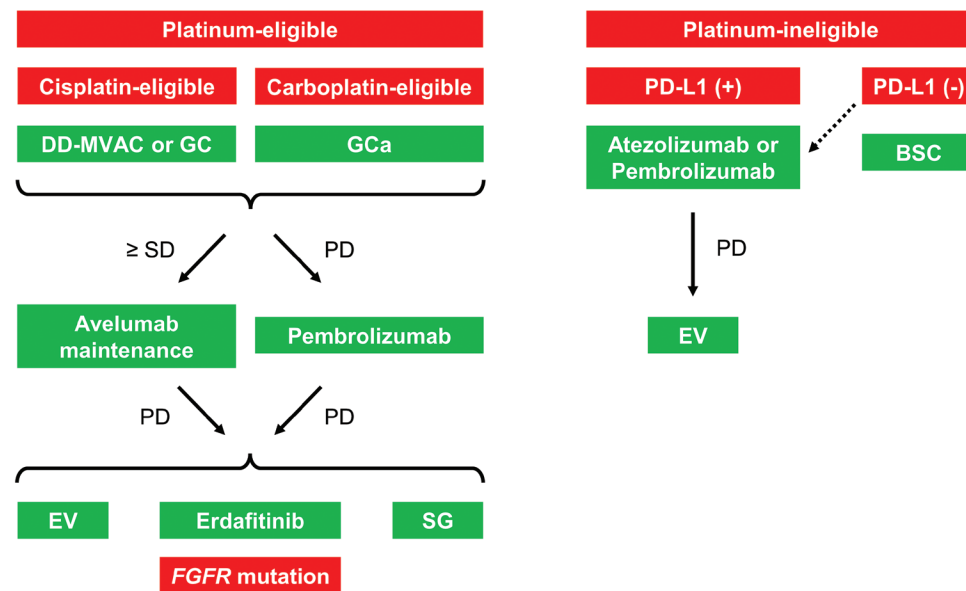 Platinum-eligible
Cisplatin-eligible
Carboplatin-eligible
DD-MVAC or GC
GCa
≥ SD
PD
Avelumab
maintenance
Pembrolizumab
PD
PD
EV
Erdafitinib
SG
FGFR mutation
Platinum-ineligible
PD-L1 (+)
PD-L1 (-)
Atezolizumab or
Pembrolizumab
BSC
PD
EV